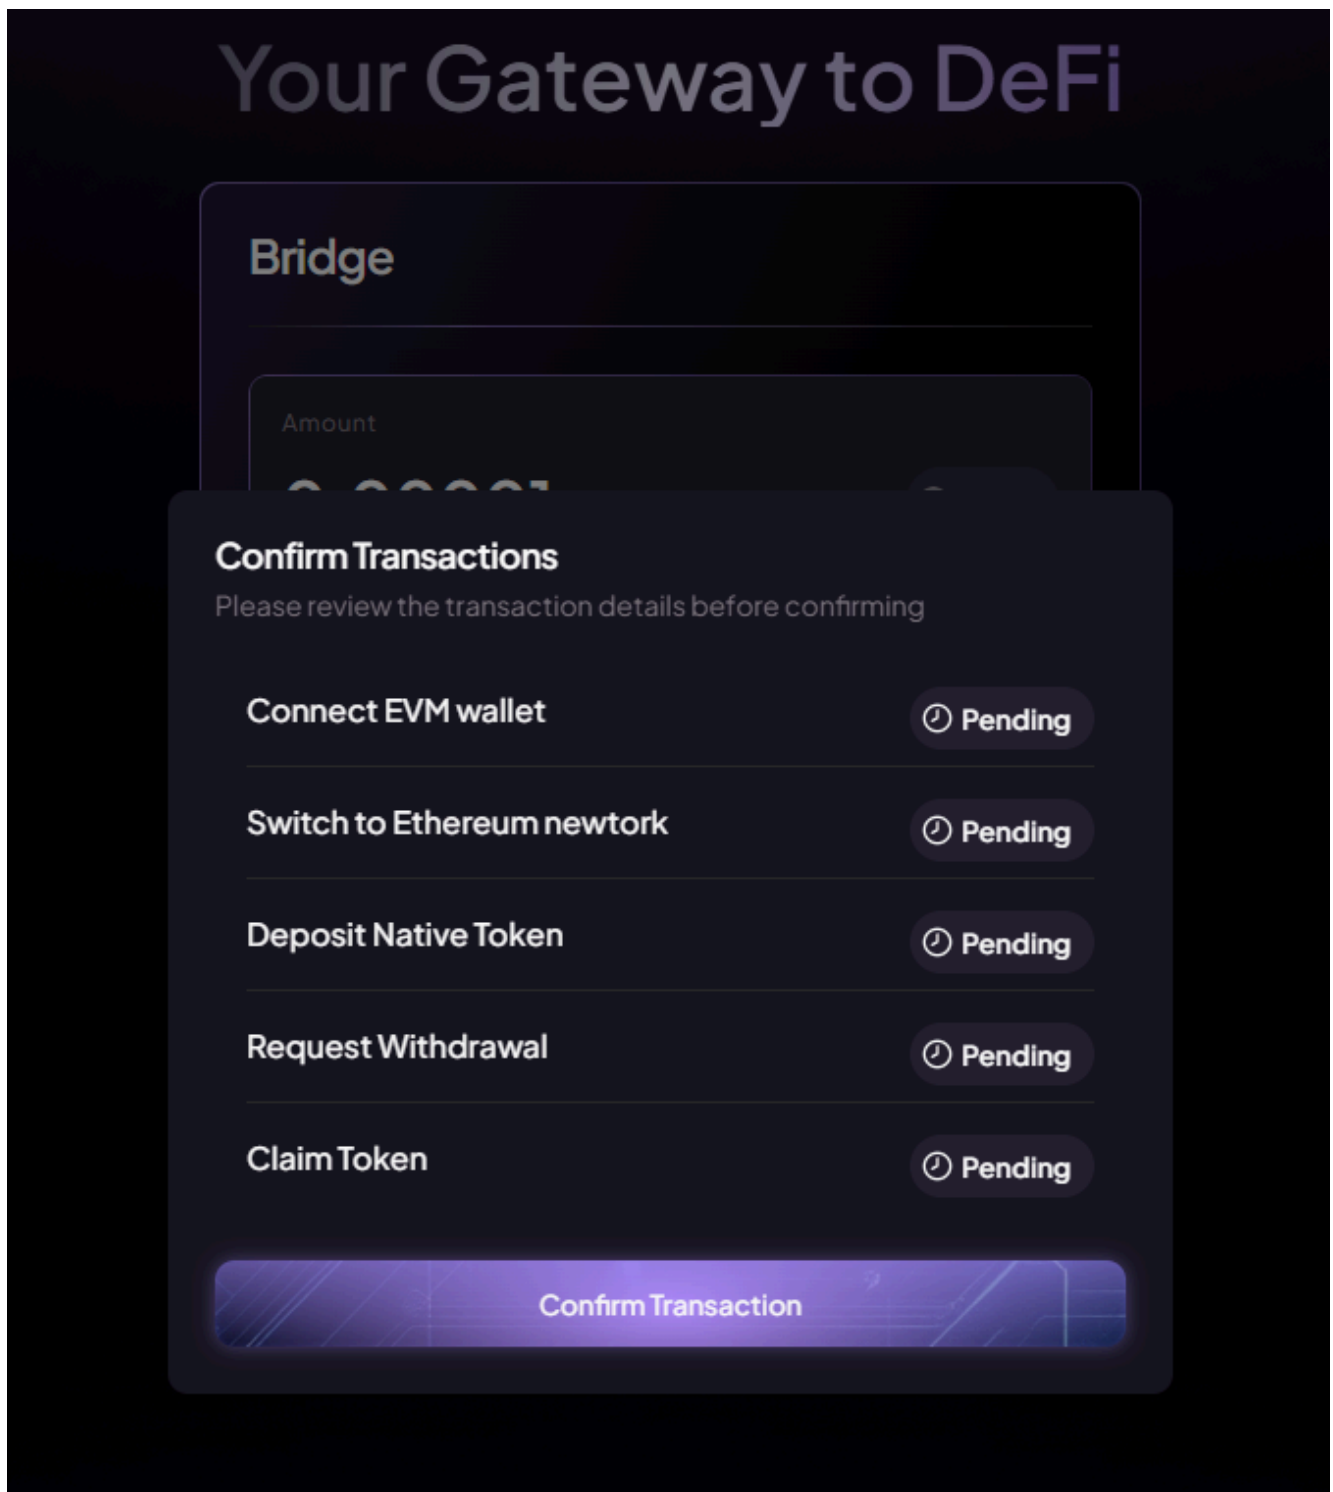 Your Gateway to DeFi
Bridge
Amount
Confirm Transactions
Please review the transaction details before confirming
Connect EVM wallet
Pending
Switch to Ethereum newtork
Pending
Deposit Native Token
Pending
Request Withdrawal
Pending
Claim Token
Pending
Confirm Transaction